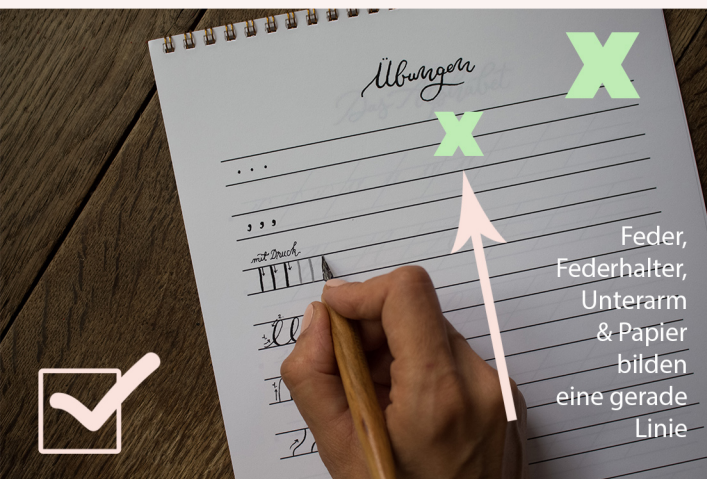 Übungen
. . .
, , ,
mit Druck
Feder,
Federhalter,
Unterarm
& Papier
bilden
eine gerade
Linie